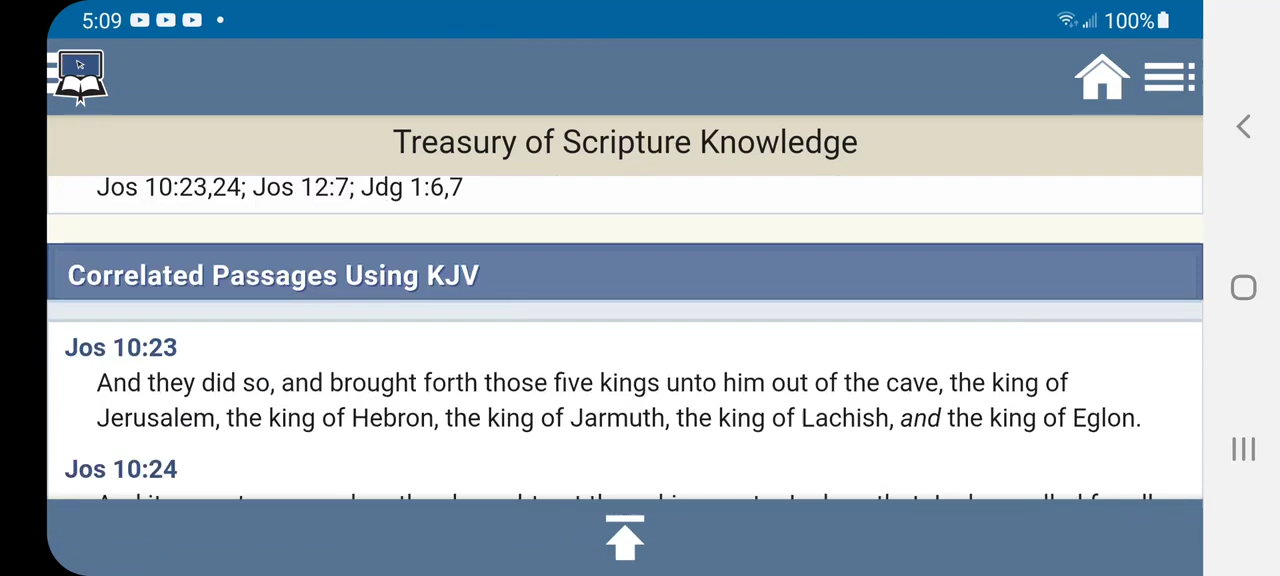 5:09
100%
Treasury of Scripture Knowledge
Jos 10:23,24; Jos 12:7; Jdg 1:6,7
Correlated Passages Using KJV
Jos 10:23
And they did so, and brought forth those five kings unto him out of the cave, the king of
Jerusalem, the king of Hebron, the king of Jarmuth, the king of Lachish, and the king of Eglon.
Jos 10:24